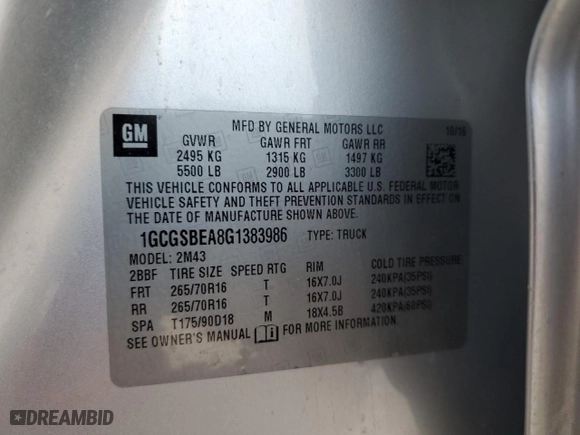 GM
MFD BY GENERAL MOTORS LLC 10/15
GVWR GAWR FRT GAWR RR
2495 KG 1315 KG 1497 KG
5500 LB 2900 LB 3300 LB
THIS VEHICLE CONFORMS TO ALL APPLICABLE U.S. FEDERAL MOTOR
VEHICLE SAFETY AND THEFT PREVENTION STANDARDS IN EFFECT ON THE
DATE OF MANUFACTURE SHOWN ABOVE.
1GCGSBEA8G1383986 TYPE: TRUCK
MODEL: 2M43
2BBF TIRE SIZE SPEED RTG RIM COLD TIRE PRESSURE
FRT 265/70R16 T 16X7.0J 240KPA(35PSI)
RR 265/70R16 T 16X7.0J 240KPA(35PSI)
SPA T175/90D18 M 18X4.5B 420KPA(60PSI)
SEE OWNER'S MANUAL FOR MORE INFORMATION
DREAMBID